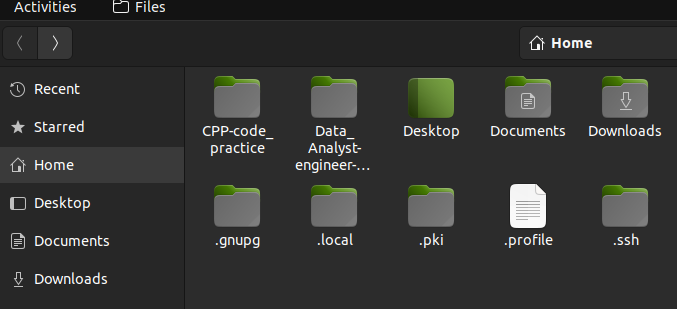 Activities
Files
Home
Recent
Starred
Home
Desktop
Documents
Downloads
CPP-code_
practice
Data_
Analyst-
engineer-...
Desktop
Documents
Downloads
.gnupg
.local
.pki
.profile
.ssh